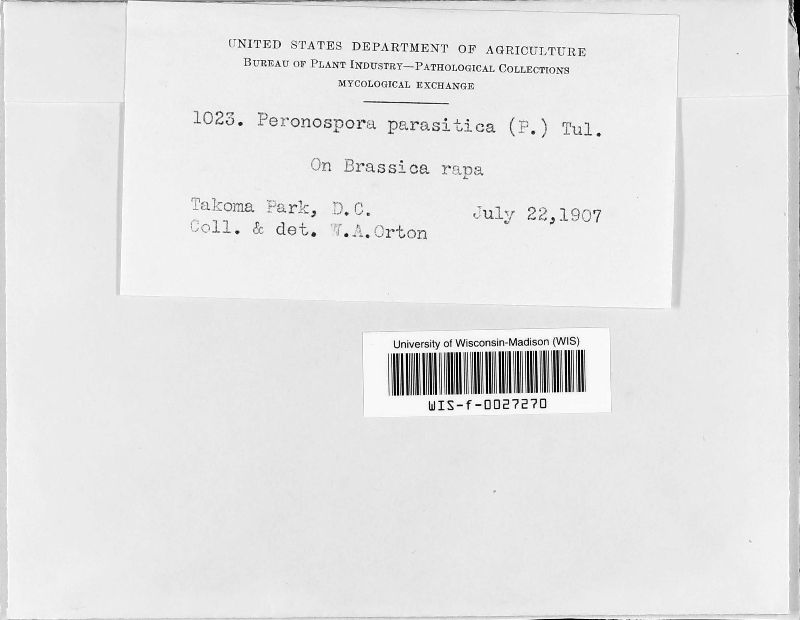 UNITED STATES DEPARTMENT OF AGRICULTURE
BUREAU OF PLANT INDUSTRY—PATHOLOGICAL COLLECTIONS
MYCOLOGICAL EXCHANGE
1023. Peronospora parasitica (P.) Tul.
On Brassica rapa
Takoma Park, D.C. July 22,1907
Coll. & det. W.A.Orton
University of Wisconsin-Madison (WIS)
WIS-f-0027270